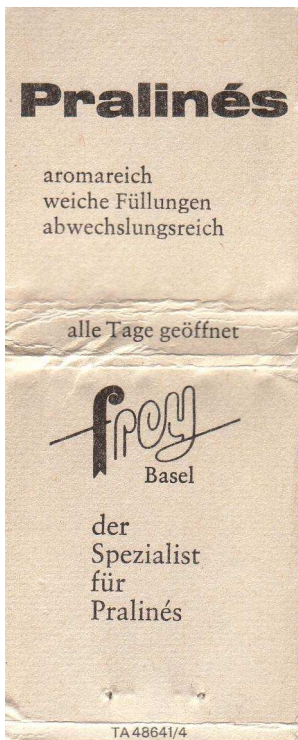 Pralinés
aromareich
weiche Füllungen
abwechslungsreich
alle Tage geöffnet
frey
Basel
der
Spezialist
für
Pralinés
TA 48641/4